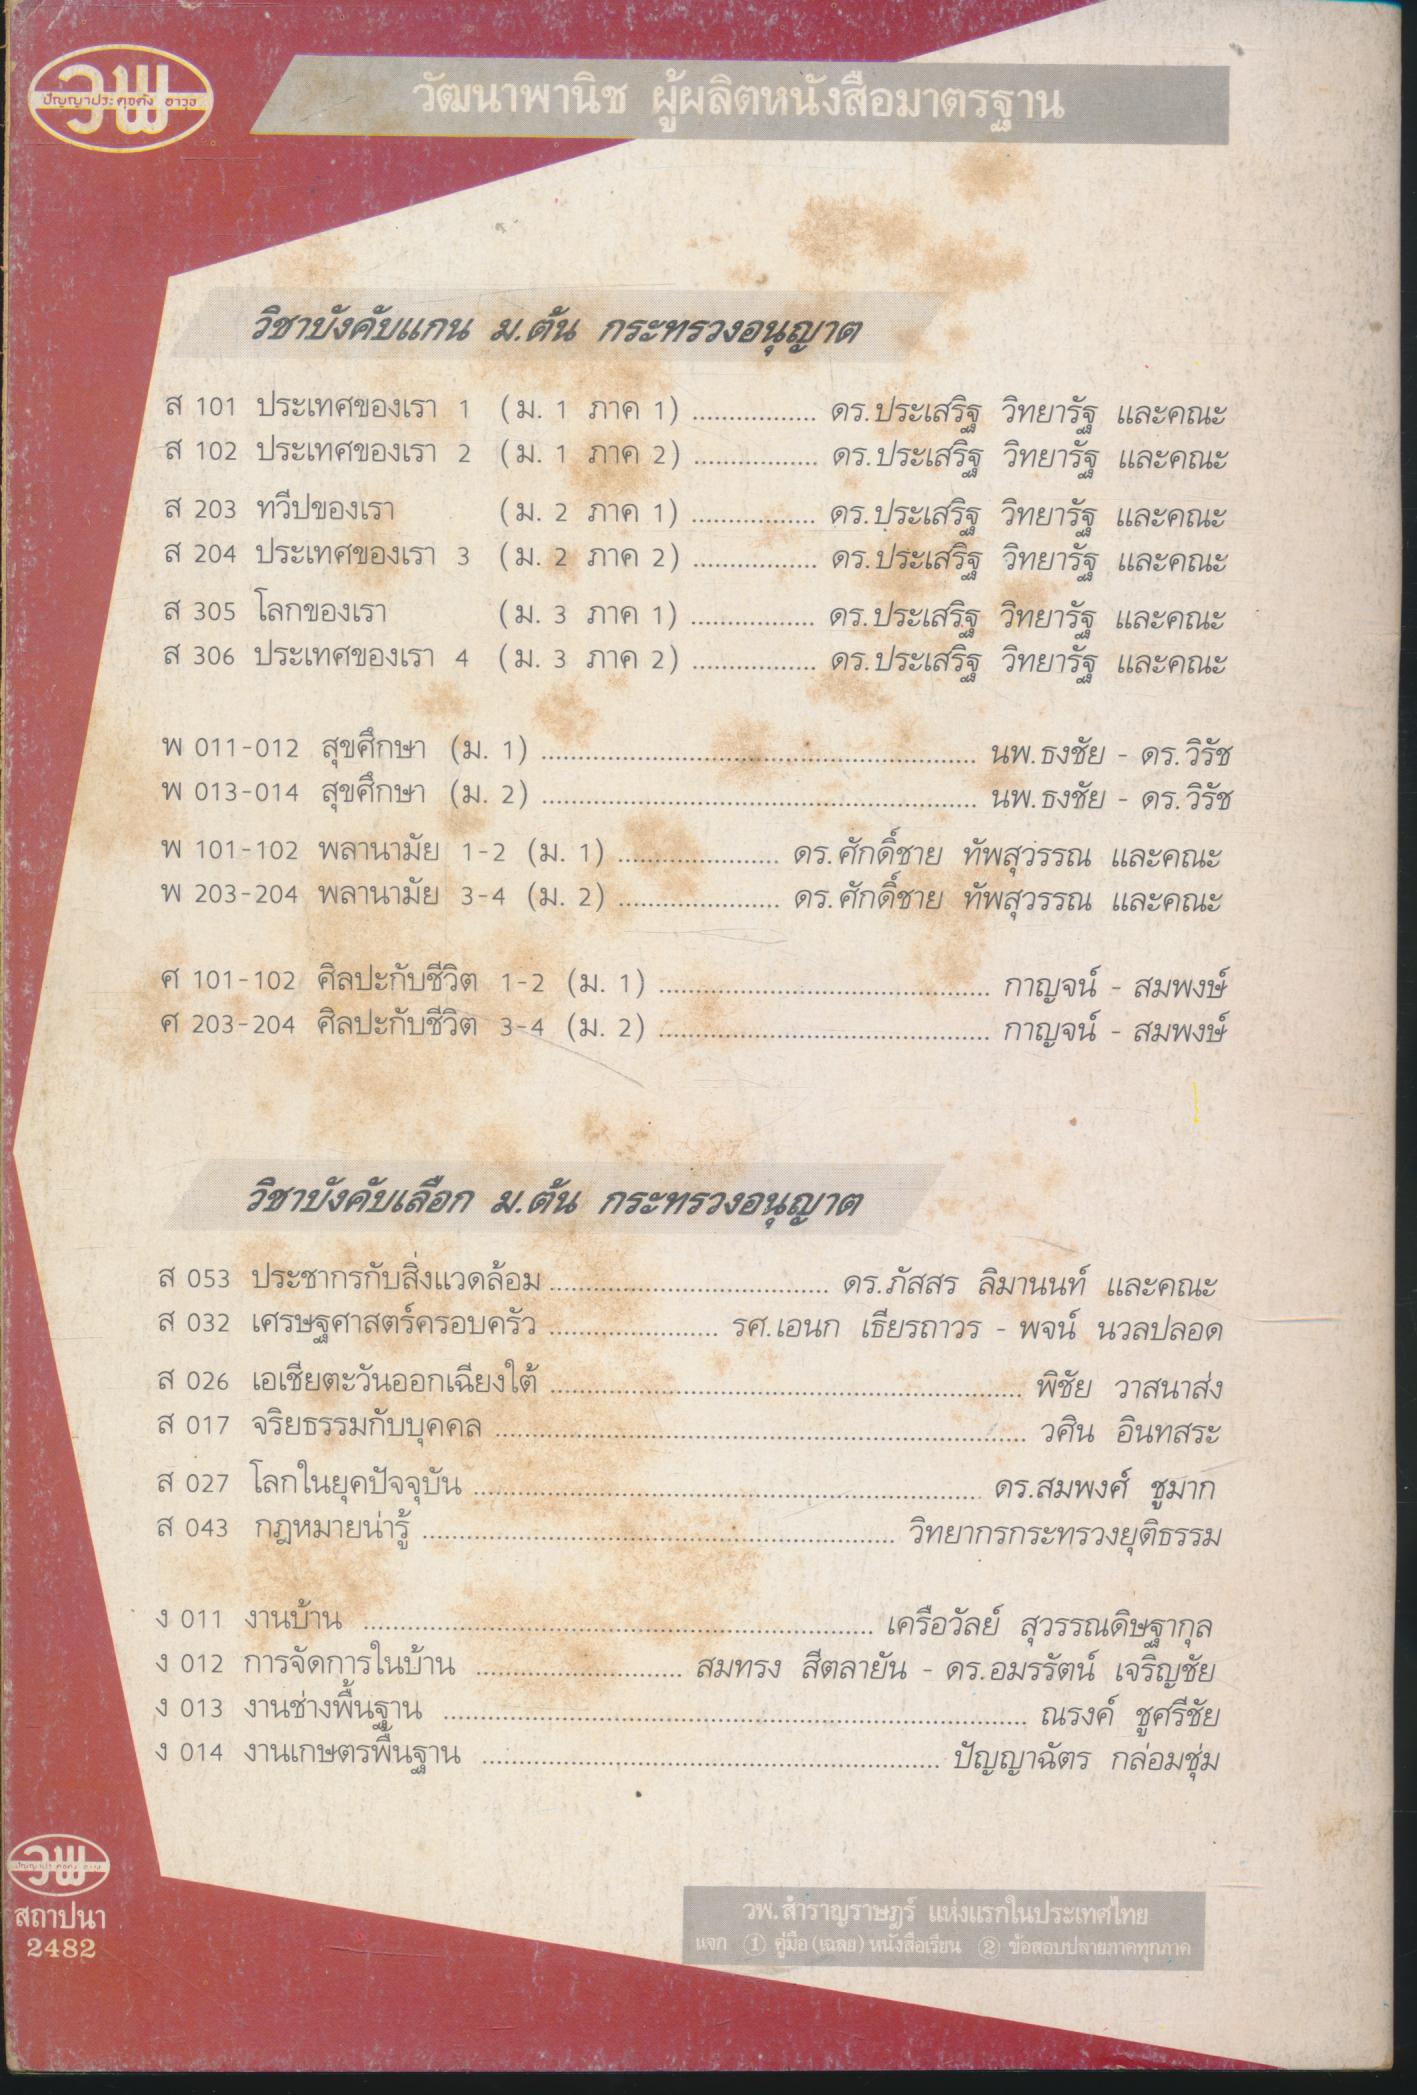 วพ
ปัญญาประดุจดัง อาวุธ
วัฒนาพานิช ผู้ผลิตหนังสือมาตรฐาน
วิชาบังคับแกน ม.ต้น กระทรวงอนุญาต
ส 101 ประเทศของเรา 1 (ม. 1 ภาค 1) ................. ดร.ประเสริฐ วิทยารัฐ และคณะ
ส 102 ประเทศของเรา 2 (ม. 1 ภาค 2) ................. ดร.ประเสริฐ วิทยารัฐ และคณะ
ส 203 ทวีปของเรา (ม. 2 ภาค 1) ................. ดร.ประเสริฐ วิทยารัฐ และคณะ
ส 204 ประเทศของเรา 3 (ม. 2 ภาค 2) ................. ดร.ประเสริฐ วิทยารัฐ และคณะ
ส 305 โลกของเรา (ม. 3 ภาค 1) ................. ดร.ประเสริฐ วิทยารัฐ และคณะ
ส 306 ประเทศของเรา 4 (ม. 3 ภาค 2) ................. ดร.ประเสริฐ วิทยารัฐ และคณะ
พ 011-012 สุขศึกษา (ม. 1) ................. นพ.ธงชัย - ดร.วิรัช
พ 013-014 สุขศึกษา (ม. 2) ................. นพ.ธงชัย - ดร.วิรัช
พ 101-102 พลานามัย 1-2 (ม. 1) ................. ดร.ศักดิ์ชาย ทัพสุวรรณ และคณะ
พ 203-204 พลานามัย 3-4 (ม. 2) ................. ดร.ศักดิ์ชาย ทัพสุวรรณ และคณะ
ศ 101-102 ศิลปะกับชีวิต 1-2 (ม. 1) ................. กาญจน์ - สมพงษ์
ศ 203-204 ศิลปะกับชีวิต 3-4 (ม. 2) ................. กาญจน์ - สมพงษ์
วิชาบังคับเลือก ม.ต้น กระทรวงอนุญาต
ส 053 ประชากรกับสิ่งแวดล้อม ................. ดร.ภัสสร ลิมานนท์ และคณะ
ส 032 เศรษฐศาสตร์ครอบครัว ................. รศ.เอนก เธียรถาวร - พจน์ นวลปลอด
ส 026 เอเชียตะวันออกเฉียงใต้ ................. พิชัย วาสนาส่ง
ส 017 จริยธรรมกับบุคคล ................. วศิน อินทสระ
ส 027 โลกในยุคปัจจุบัน ................. ดร.สมพงศ์ ชูมาก
ส 043 กฎหมายน่ารู้ ................. วิทยากรกระทรวงยุติธรรม
ง 011 งานบ้าน ................. เครือวัลย์ สุวรรณดิษฐากุล
ง 012 การจัดการในบ้าน ................. สมทรง สีตลายัน - ดร.อมรรัตน์ เจริญชัย
ง 013 งานช่างพื้นฐาน ................. ณรงค์ ชูศรีชัย
ง 014 งานเกษตรพื้นฐาน ................. ปัญญาฉัตร กล่อมชุ่ม
วพ
สถาปนา
2482
วพ.สำราญราษฎร์ แห่งแรกในประเทศไทย
แจก ① คู่มือ (เฉลย) หนังสือเรียน ② ข้อสอบปลายภาคทุกภาค